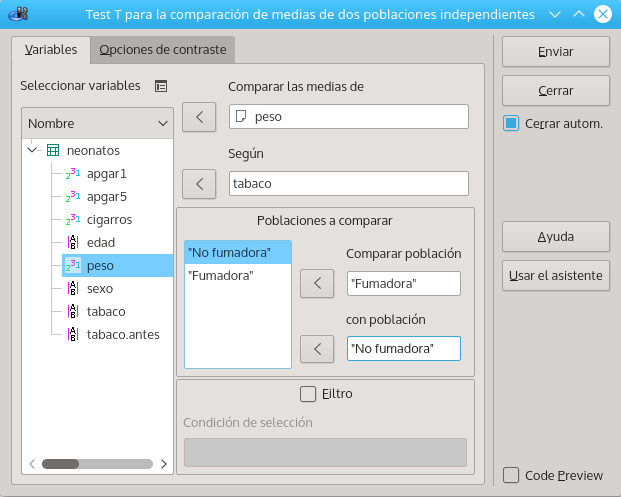 Test T para la comparación de medias de dos poblaciones independientes
Variables
Opciones de contraste
Seleccionar variables
Nombre
neonatos
apgar1
apgar5
cigarros
edad
peso
sexo
tabaco
tabaco.antes
Comparar las medias de
peso
Según
tabaco
Poblaciones a comparar
"No fumadora"
"Fumadora"
Comparar población
"Fumadora"
con población
"No fumadora"
Filtro
Condición de selección
Enviar
Cerrar
Cerrar autom.
Ayuda
Usar el asistente
Code Preview